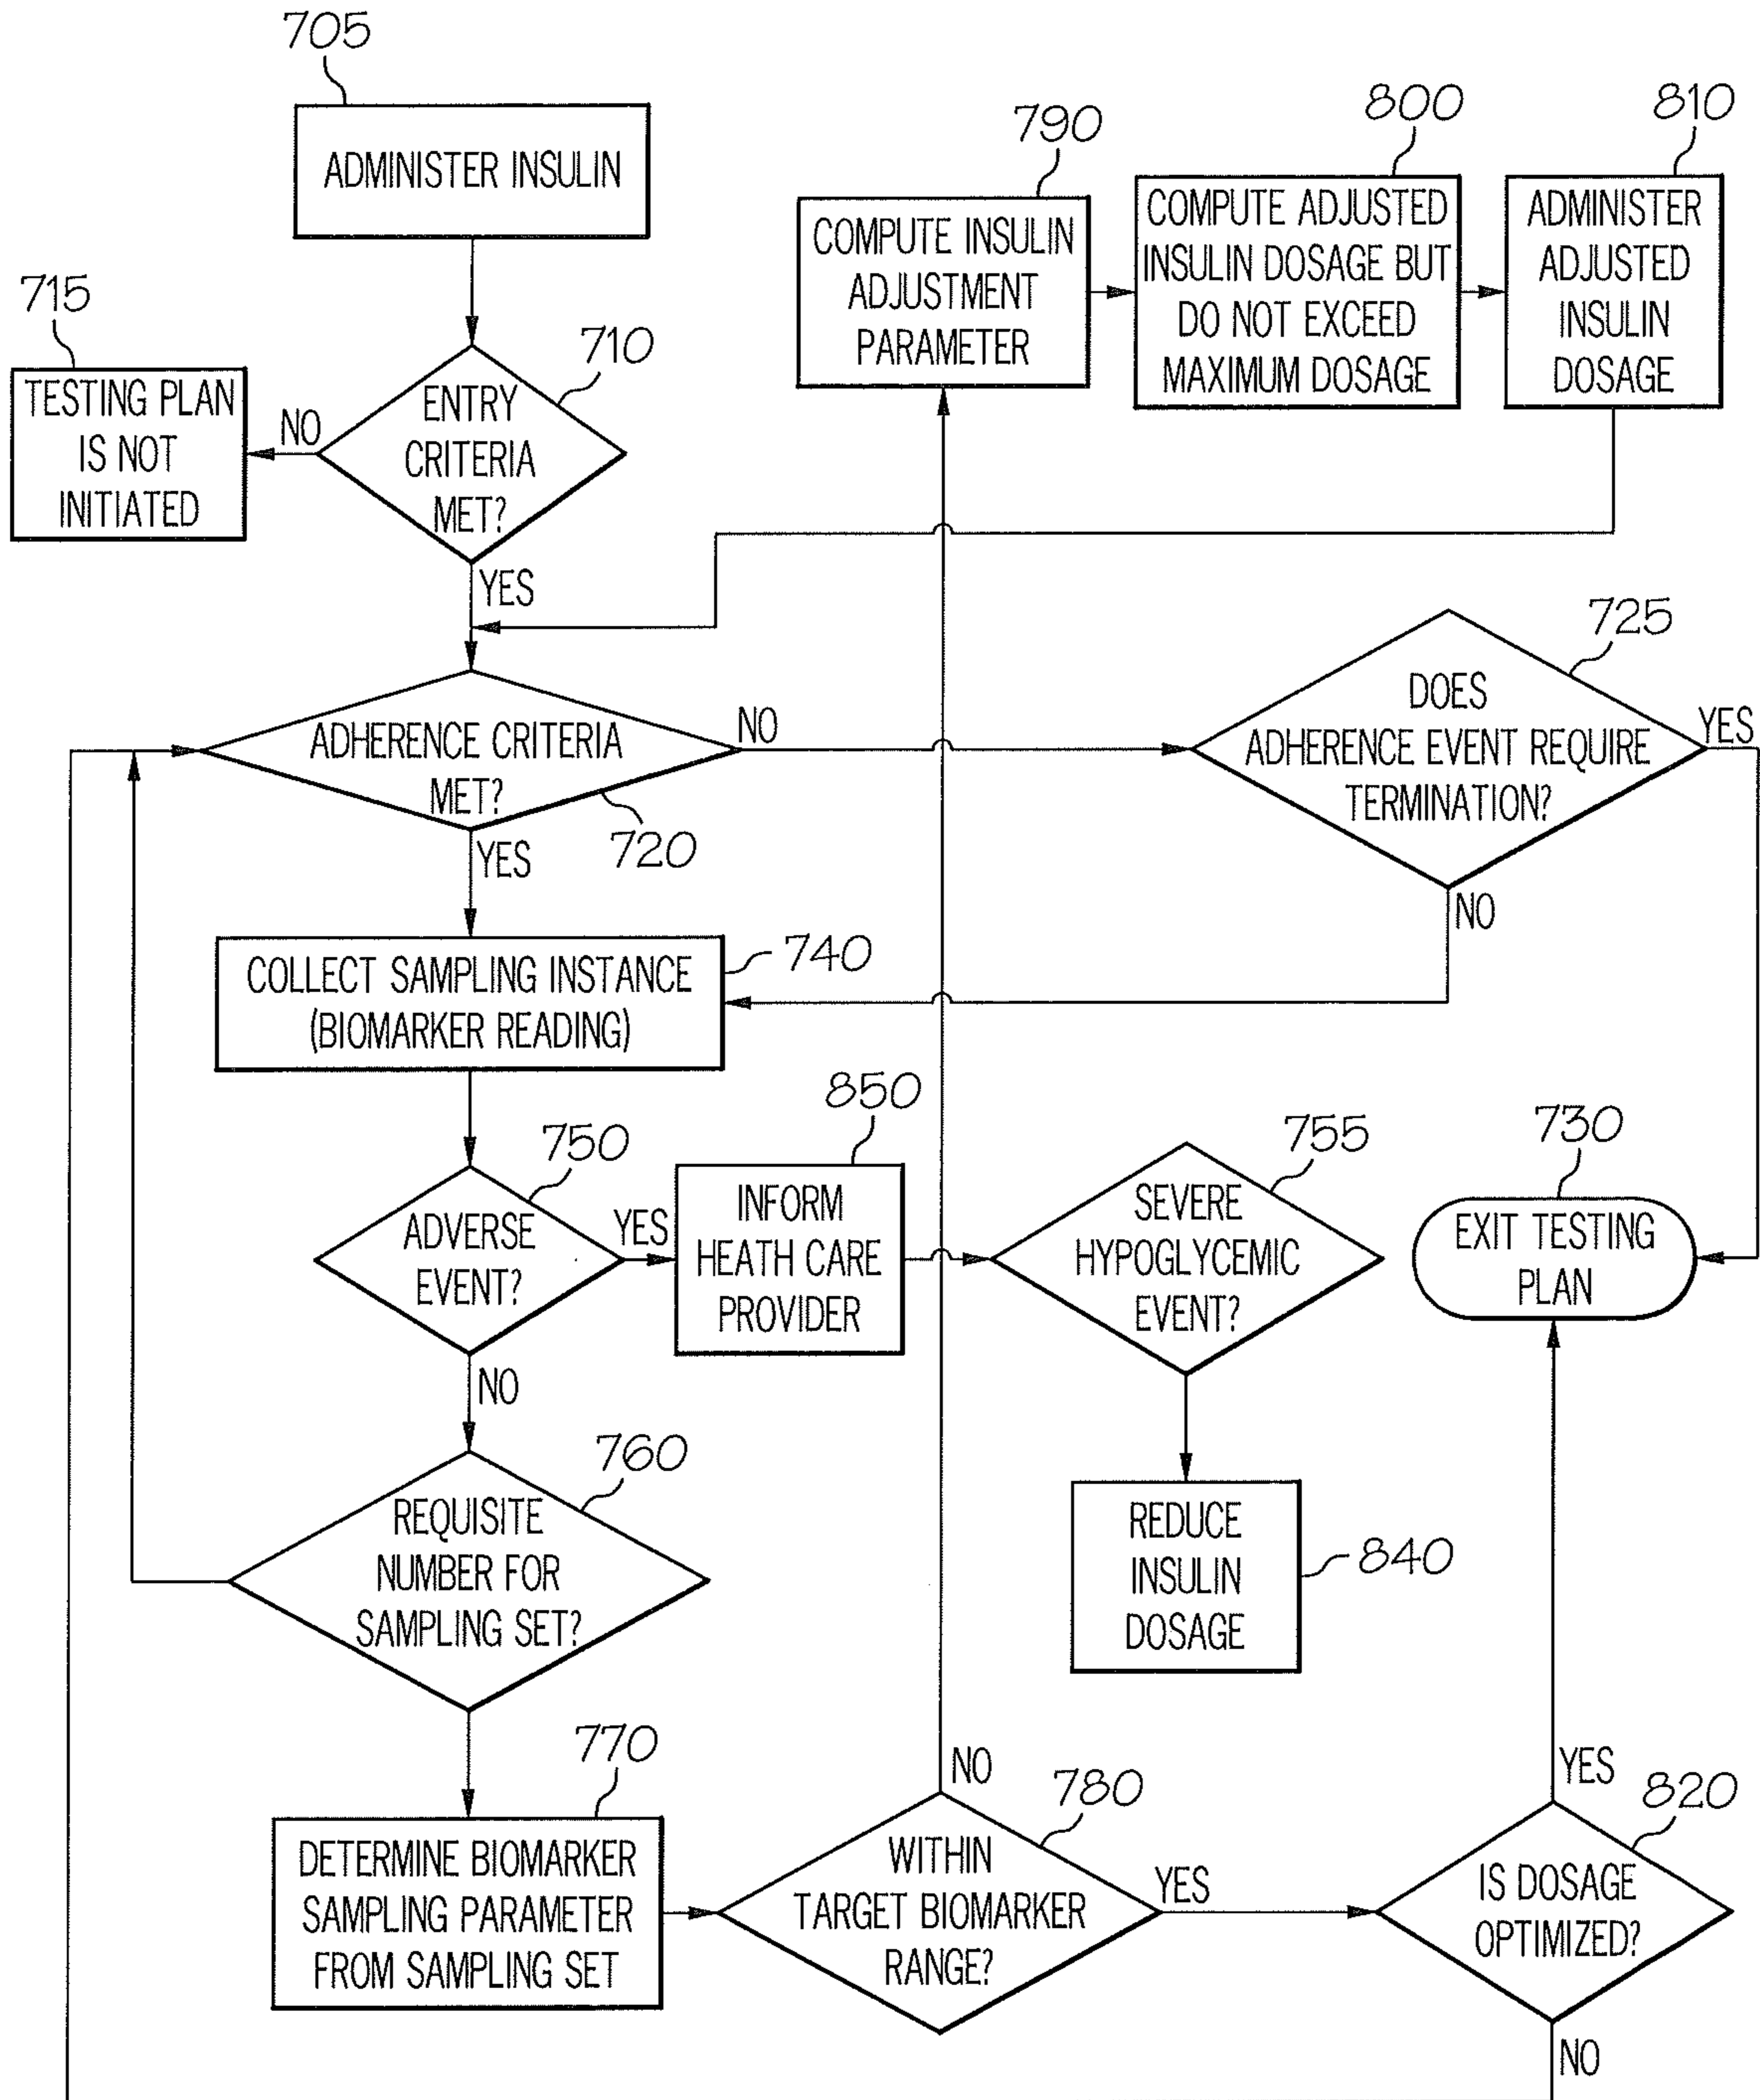 705
ADMINISTER INSULIN
790
800
810
COMPUTE INSULIN
ADJUSTMENT
PARAMETER
COMPUTE ADJUSTED
INSULIN DOSAGE BUT
DO NOT EXCEED
MAXIMUM DOSAGE
ADMINISTER
ADJUSTED
INSULIN
DOSAGE
715
TESTING PLAN
IS NOT
INITIATED
NO
710
ENTRY
CRITERIA
MET?
YES
ADHERENCE CRITERIA
MET?
720
NO
YES
725
DOES
ADHERENCE EVENT REQUIRE
TERMINATION?
YES
NO
COLLECT SAMPLING INSTANCE
(BIOMARKER READING)
740
750
ADVERSE
EVENT?
YES
NO
850
INFORM
HEATH CARE
PROVIDER
755
SEVERE
HYPOGLYCEMIC
EVENT?
730
EXIT TESTING
PLAN
760
REQUISITE
NUMBER FOR
SAMPLING SET?
REDUCE
INSULIN
DOSAGE
840
770
DETERMINE BIOMARKER
SAMPLING PARAMETER
FROM SAMPLING SET
NO
780
WITHIN
TARGET BIOMARKER
RANGE?
YES
YES
820
IS DOSAGE
OPTIMIZED?
NO